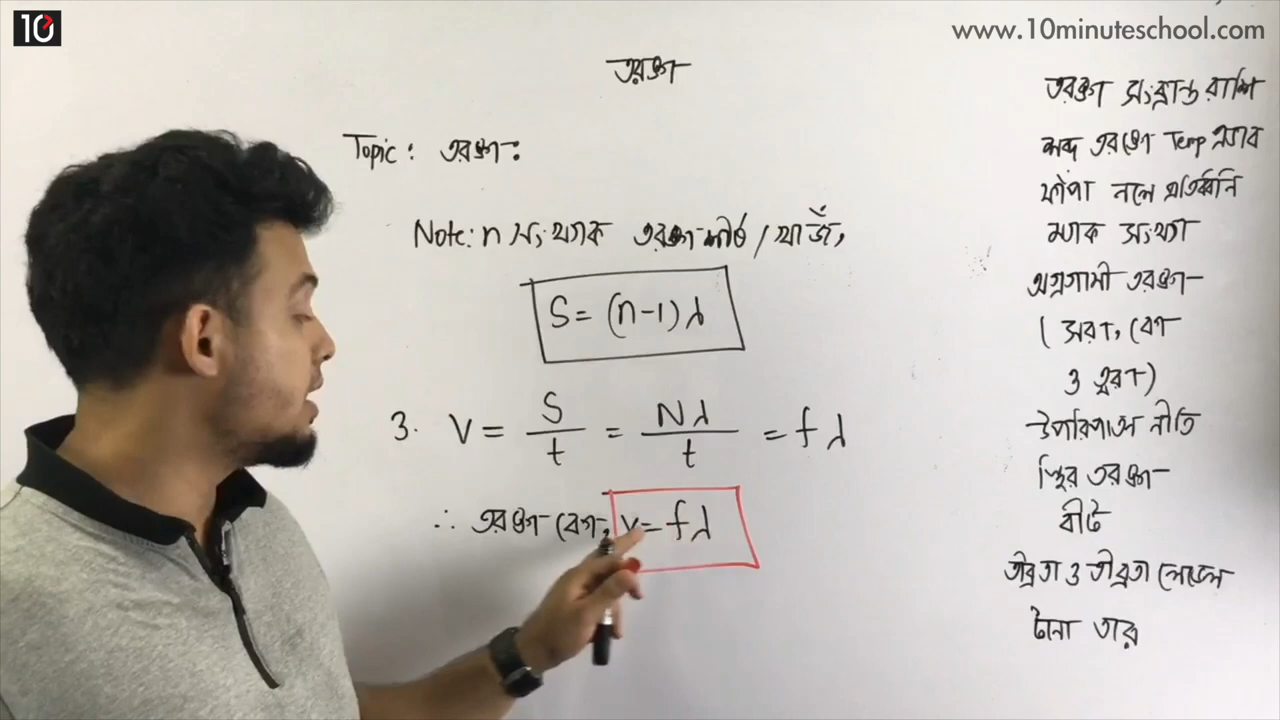 10
www.10minuteschool.com
তরঙ্গ
Topic: তরঙ্গ:
Note: n সংখ্যক তরঙ্গশীর্ষ / খাঁজ,
S = (n-1) λ
3. V = S/t = Nλ/t = fλ
∴ তরঙ্গ বেগ, v = fλ
তরঙ্গ সংক্রান্ত রাশি
শব্দ তরঙ্গে Temp প্রভাব
ফাঁপা নলে প্রতিধ্বনি
ম্যাক সংখ্যা
অগ্রগামী তরঙ্গ
( সরণ, বেগ
ও ত্বরণ)
উপরিপাতন নীতি
স্থির তরঙ্গ
বীট
তীব্রতা ও তীব্রতা লেভেল
টানা তার